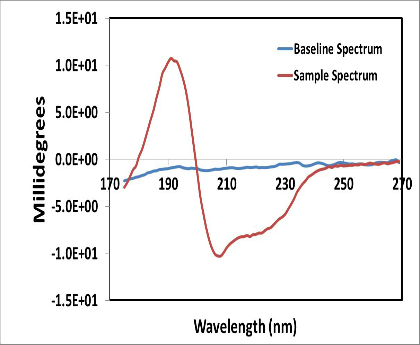 1.5E+01
1.0E+01
5.0E+00
0.0E+00
-5.0E+00
-1.0E+01
-1.5E+01
Millidegrees
Baseline Spectrum
Sample Spectrum
170 190 210 230 250 270
Wavelength (nm)